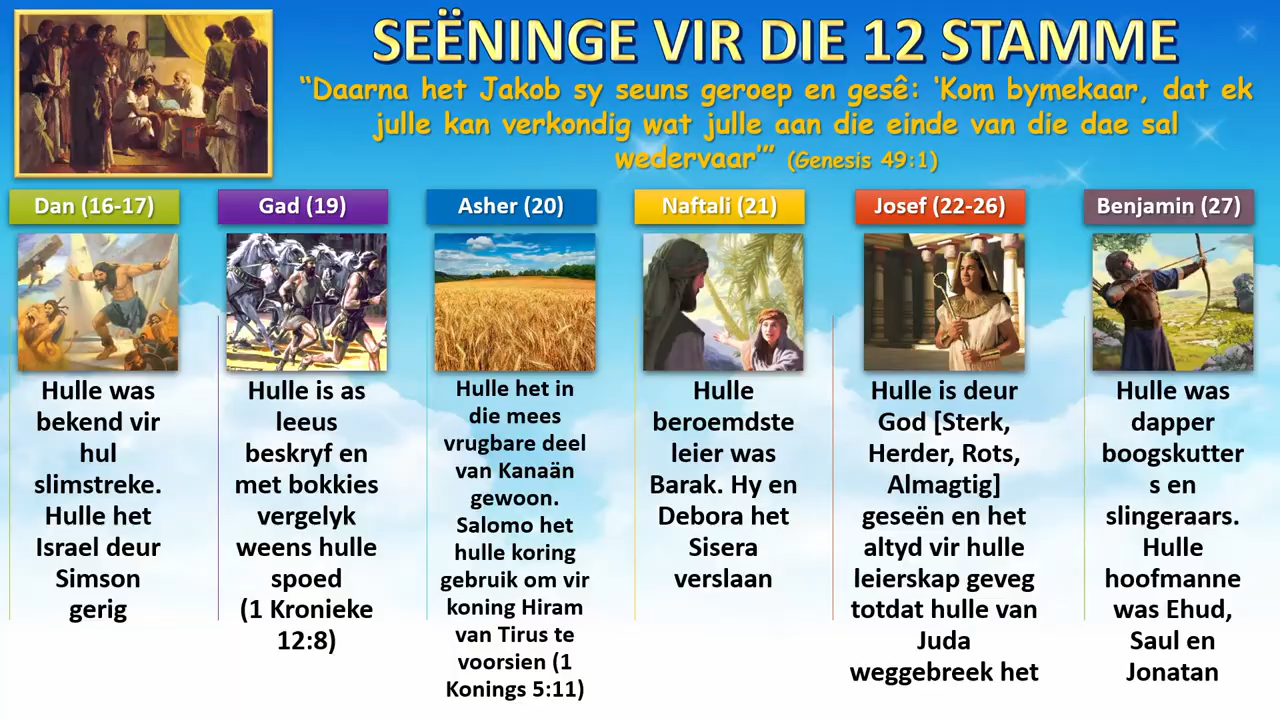 SEËNINGE VIR DIE 12 STAMME
“Daarna het Jakob sy seuns geroep en gesê: ‘Kom bymekaar, dat ek
julle kan verkondig wat julle aan die einde van die dae sal
wedervaar’” (Genesis 49:1)
Dan (16-17)
Hulle was
bekend vir
hul
slimstreke.
Hulle het
Israel deur
Simson
gerig
Gad (19)
Hulle is as
leeus
beskryf en
met bokkies
vergelyk
weens hulle
spoed
(1 Kronieke
12:8)
Asher (20)
Hulle het in
die mees
vrugbare deel
van Kanaän
gewoon.
Salomo het
hulle koring
gebruik om vir
koning Hiram
van Tirus te
voorsien (1
Konings 5:11)
Naftali (21)
Hulle
beroemdste
leier was
Barak. Hy en
Debora het
Sisera
verslaan
Josef (22-26)
Hulle is deur
God [Sterk,
Herder, Rots,
Almagtig]
geseën en het
altyd vir hulle
leierskap geveg
totdat hulle van
Juda
weggebreek het
Benjamin (27)
Hulle was
dapper
boogskutter
s en
slingeraars.
Hulle
hoofmanne
was Ehud,
Saul en
Jonatan